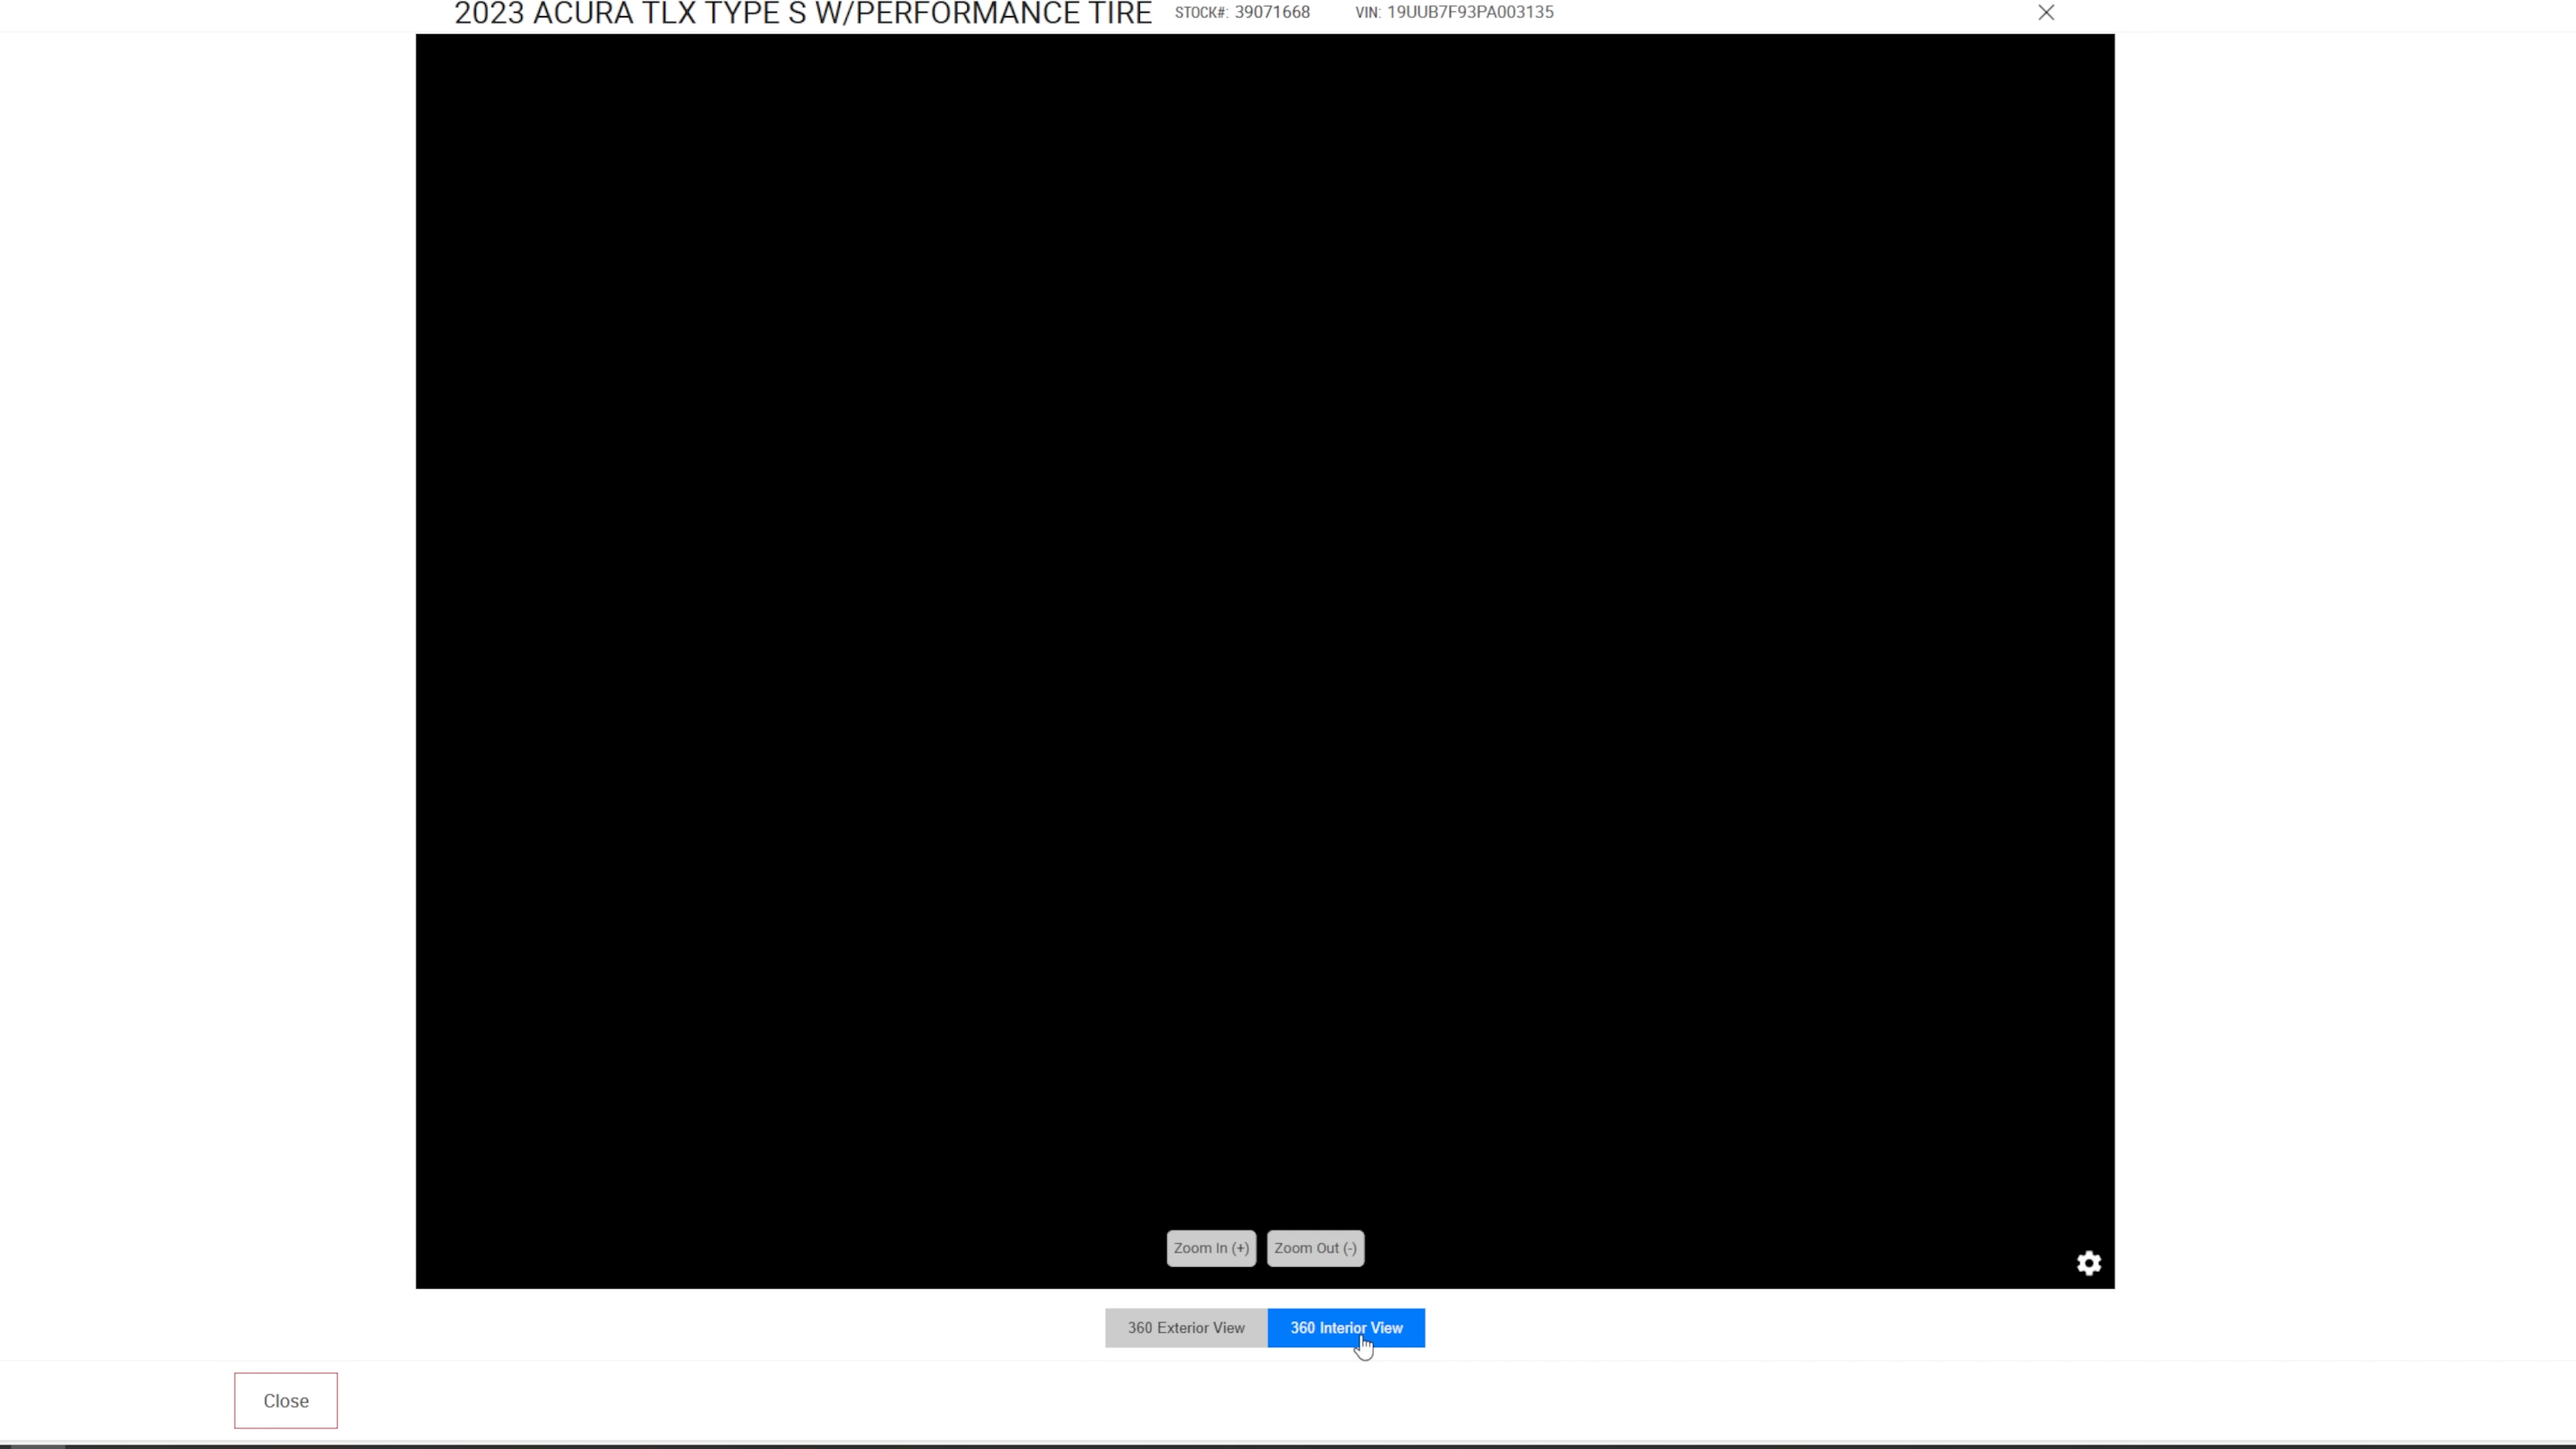 2023 ACURA TLX TYPE S W/PERFORMANCE TIRE STOCK#: 39071668 VIN: 19UUB7F93PA003135
Zoom In (+) Zoom Out (-)
360 Exterior View 360 Interior View
Close